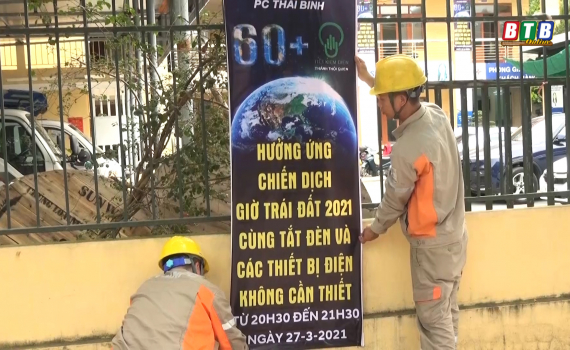 PC THÁI BÌNH
60+
HƯỞNG ỨNG
CHIẾN DỊCH
GIỜ TRÁI ĐẤT 2021
CÙNG TẮT ĐÈN VÀ
CÁC THIẾT BỊ ĐIỆN
KHÔNG CẦN THIẾT
TỪ 20H30 ĐẾN 21H30
NGÀY 27-3-2021
BTB